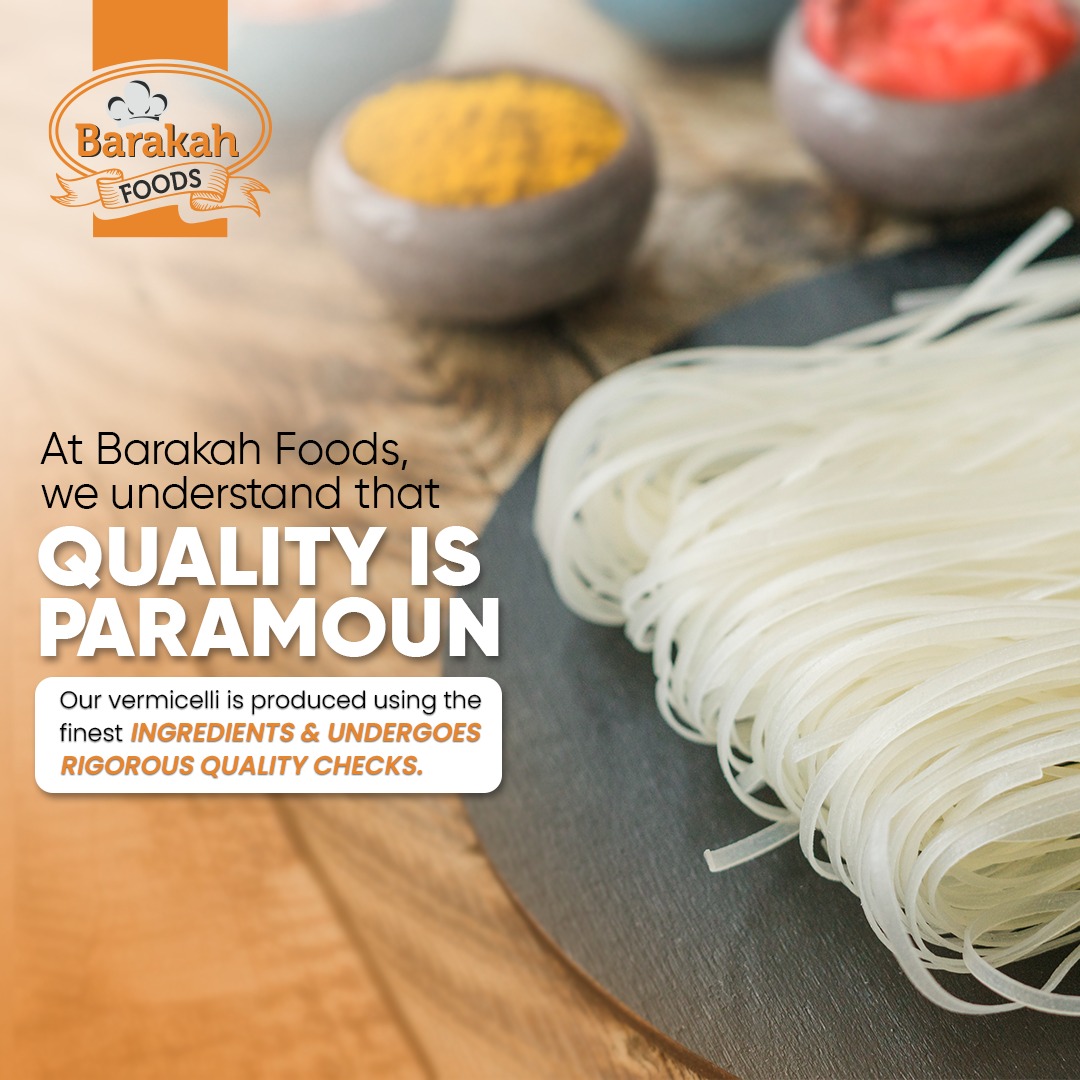 Barakah
FOODS
At Barakah Foods,
we understand that
QUALITY IS
PARAMOUN
Our vermicelli is produced using the
finest INGREDIENTS & UNDERGOES
RIGOROUS QUALITY CHECKS.